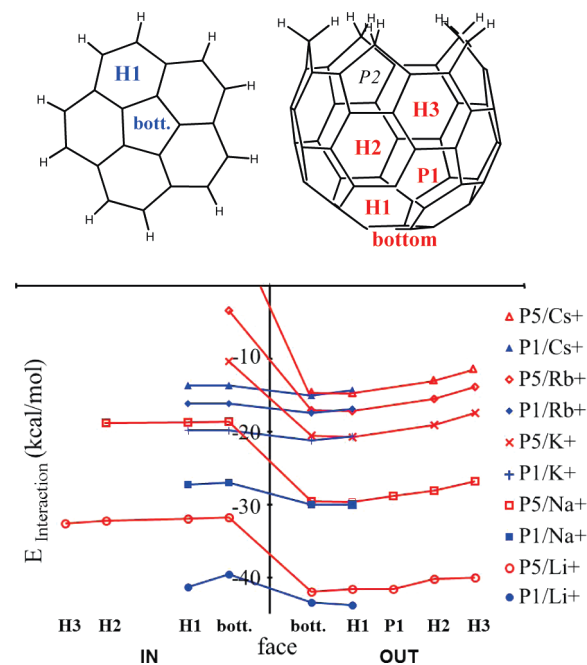 H H
H H
H H
H H
H H
H1
bott.
H H H H H H
H H H H
P2
H3
H2
P1
H1
bottom
E Interaction (kcal/mol)
-10
-20
-30
-40
P5/Cs+
P1/Cs+
P5/Rb+
P1/Rb+
P5/K+
P1/K+
P5/Na+
P1/Na+
P5/Li+
P1/Li+
H3 H2 H1 bott. bott. H1 P1 H2 H3
face
IN OUT